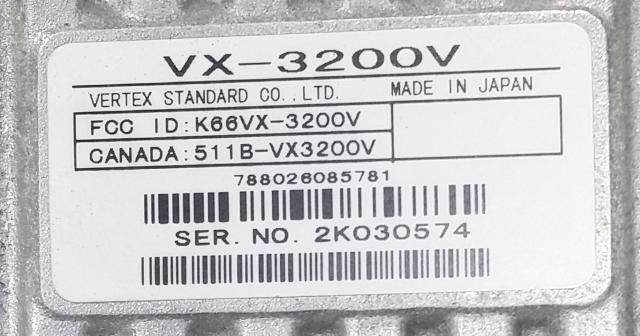 VX-3200V
VERTEX STANDARD CO.,LTD. MADE IN JAPAN
FCC ID:K66VX-3200V
CANADA:511B-VX3200V
788026085781
SER. NO. 2K030574